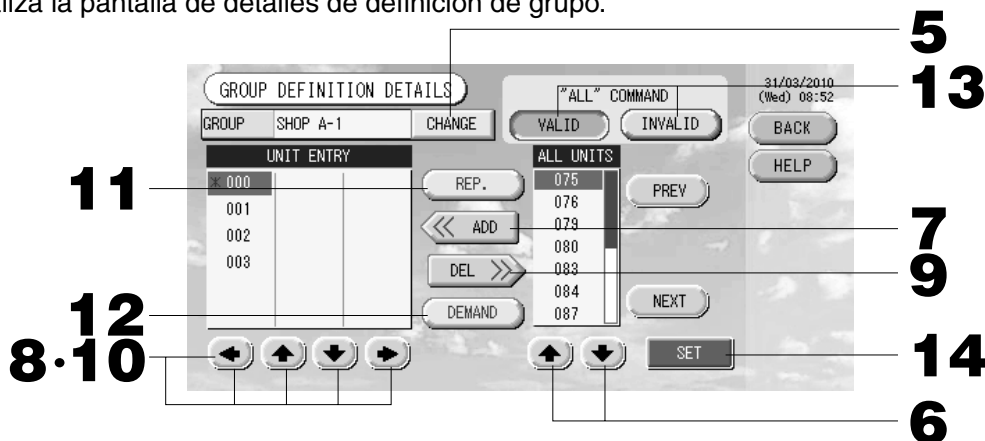 aliza la pantalla de detalles de definición de grupo.
5
13
GROUP DEFINITION DETAILS
"ALL" COMMAND
31/03/2010
(Wed) 08:52
GROUP SHOP A-1 CHANGE
VALID INVALID
BACK
UNIT ENTRY
ALL UNITS
HELP
11
000
001
002
003
REP.
ADD
DEL
DEMAND
075
076
079
080
083
084
087
PREV
NEXT
7
9
12
8·10
SET
14
6